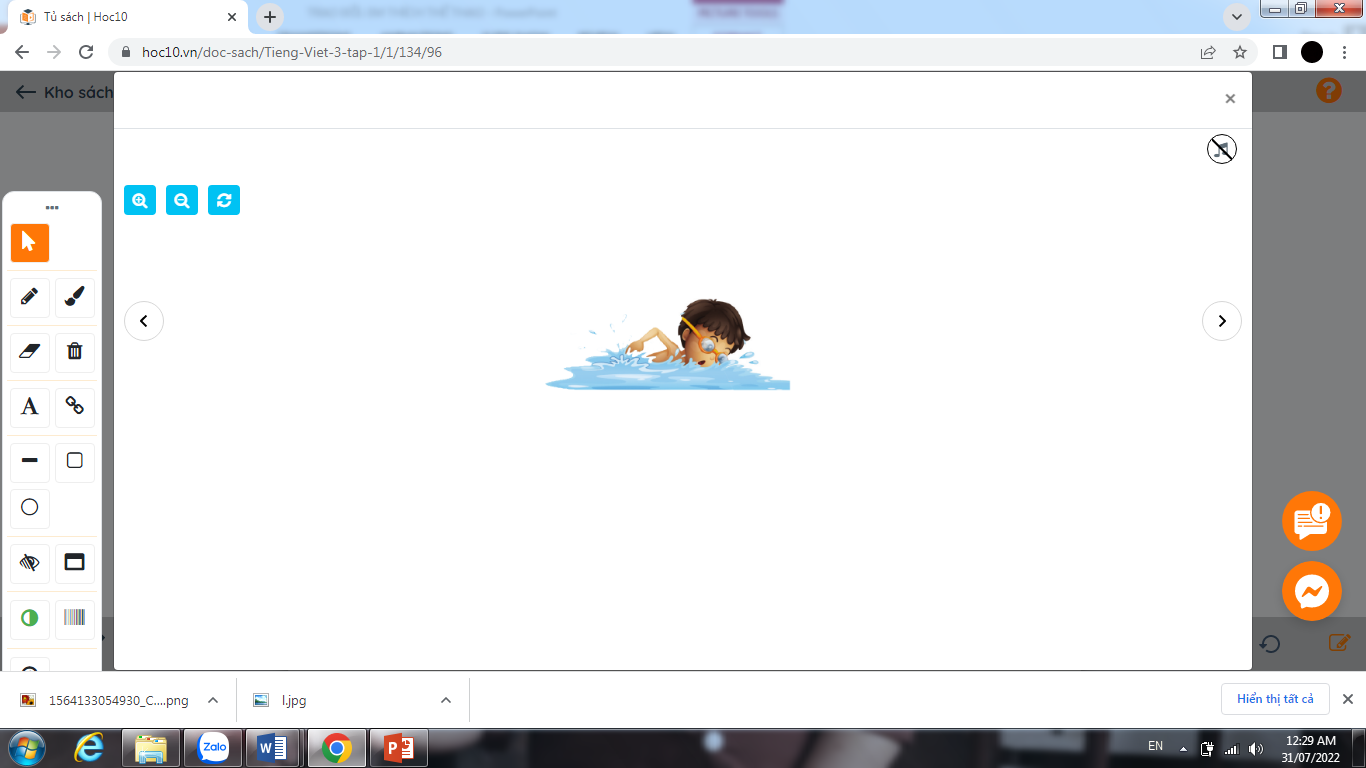 Tủ sách | Hoc10
hoc10.vn/doc-sach/Tieng-Viet-3-tap-1/1/134/96
Kho sách
A
1564133054930_C....png
l.jpg
Hiển thị tất cả
Zalo
EN
12:29 AM
31/07/2022